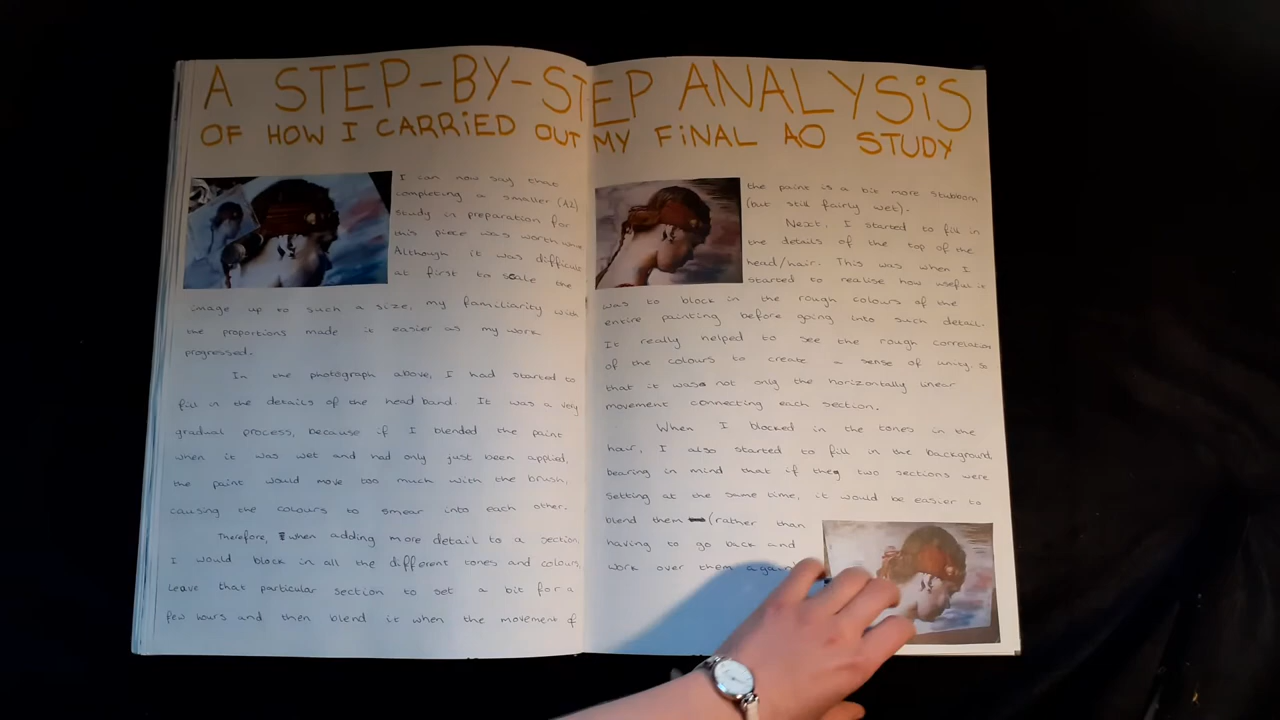 A STEP-BY-STEP ANALYSIS
OF HOW I CARRIED OUT MY FINAL AO STUDY
I can now say that
completing a smaller (A2)
study in preparation for
this piece was worthwhile
Although it was difficult
at first to scale the
image up to such a size, my familiarity with
the proportions made it easier as my work
progressed.
In the photograph above, I had started to
fill in the details of the head band. It was a very
gradual process, because if I blended the paint
when it was wet and had only just been applied,
the paint would move too much with the brush,
causing the colours to smear into each other.
Therefore, when adding more detail to a section,
I would block in all the different tones and colours,
leave that particular section to set a bit for a
few hours and then blend it when the movement of
the paint is a bit more stubborn
(but still fairly wet).
Next, I started to fill in
the details of the top of the
head/hair. This was when I
started to realise how useful it
was to block in the rough colours of the
entire painting before going into such detail.
It really helped to see the rough correlation
of the colours to create a sense of unity, so
that it was not only the horizontally linear
movement connecting each section.
When I blocked in the tones in the
hair, I also started to fill in the background,
bearing in mind that if they two sections were
setting at the same time, it would be easier to
blend them (rather than
having to go back and
work over them again